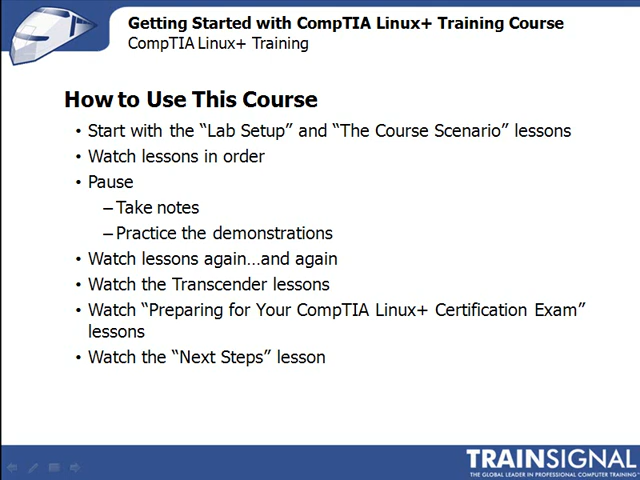 Getting Started with CompTIA Linux+ Training Course
CompTIA Linux+ Training
How to Use This Course
• Start with the “Lab Setup” and “The Course Scenario” lessons
• Watch lessons in order
• Pause
– Take notes
– Practice the demonstrations
• Watch lessons again…and again
• Watch the Transcender lessons
• Watch “Preparing for Your CompTIA Linux+ Certification Exam”
lessons
• Watch the “Next Steps” lesson
TRAINSIGNAL
THE GLOBAL LEADER IN PROFESSIONAL COMPUTER TRAINING